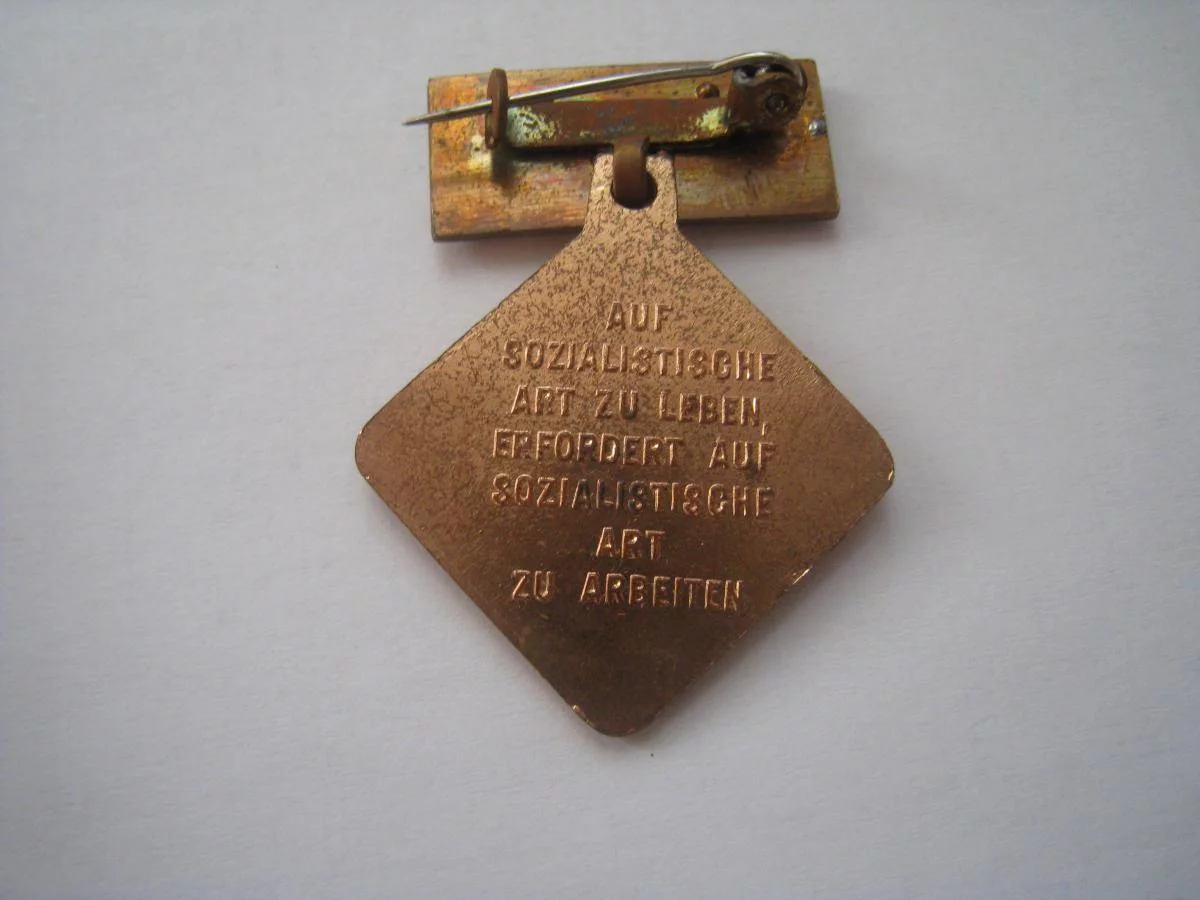 AUF
SOZIALISTISCHE
ART ZU LEBEN,
ERFORDERT AUF
SOZIALISTISCHE
ART
ZU ARBEITEN